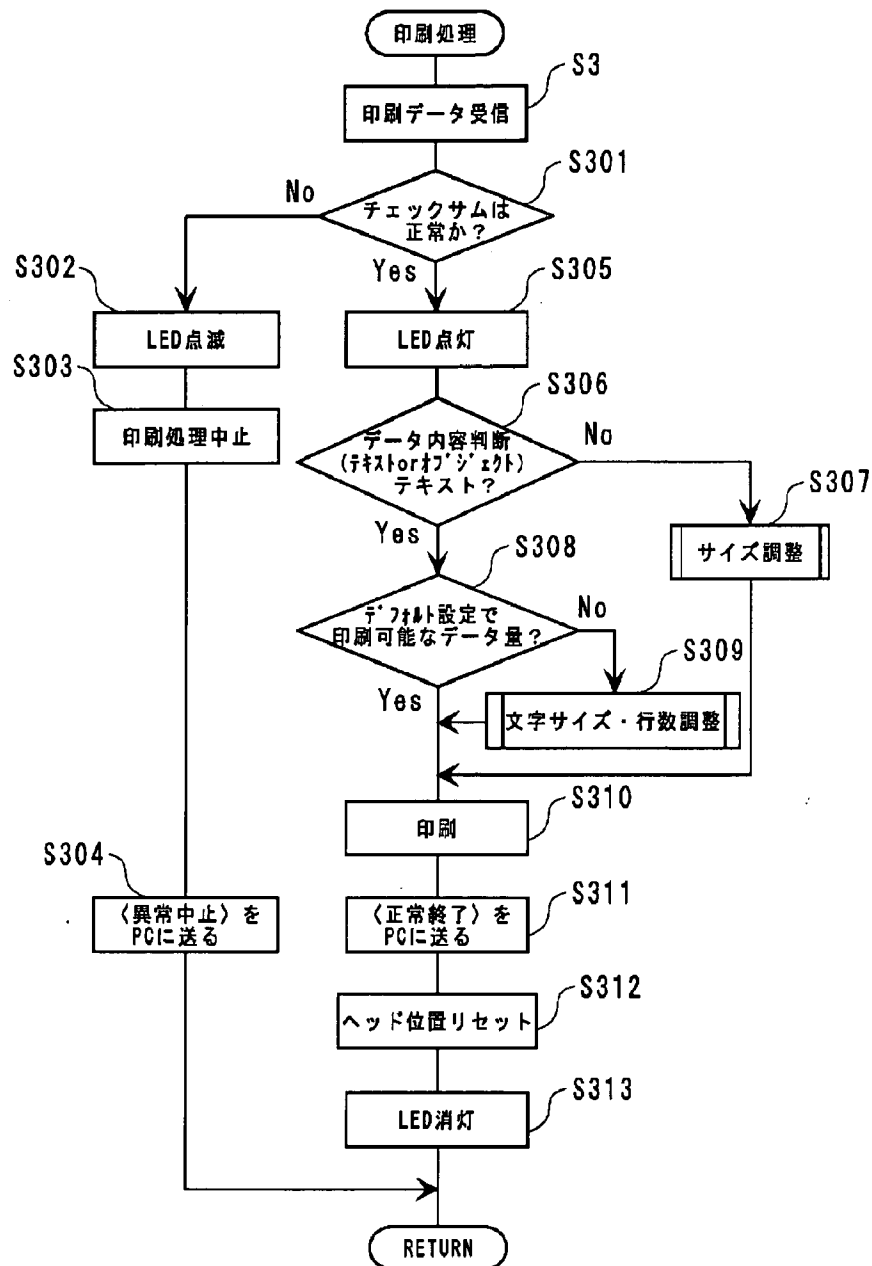 印刷処理
S3
印刷データ受信
S301
No
チェックサムは
正常か？
Yes
S302
S305
LED点滅
LED点灯
S303
S306
印刷処理中止
データ内容判断
(ﾃｷｽﾄorｵﾌﾞｼﾞｪｸﾄ)
テキスト？
No
S307
Yes
サイズ調整
S308
ﾃﾞﾌｫﾙﾄ設定で
印刷可能なデータ量？
No
S309
Yes
文字サイズ・行数調整
S310
印刷
S304
S311
〈異常中止〉を
PCに送る
〈正常終了〉を
PCに送る
S312
ヘッド位置リセット
S313
LED消灯
RETURN